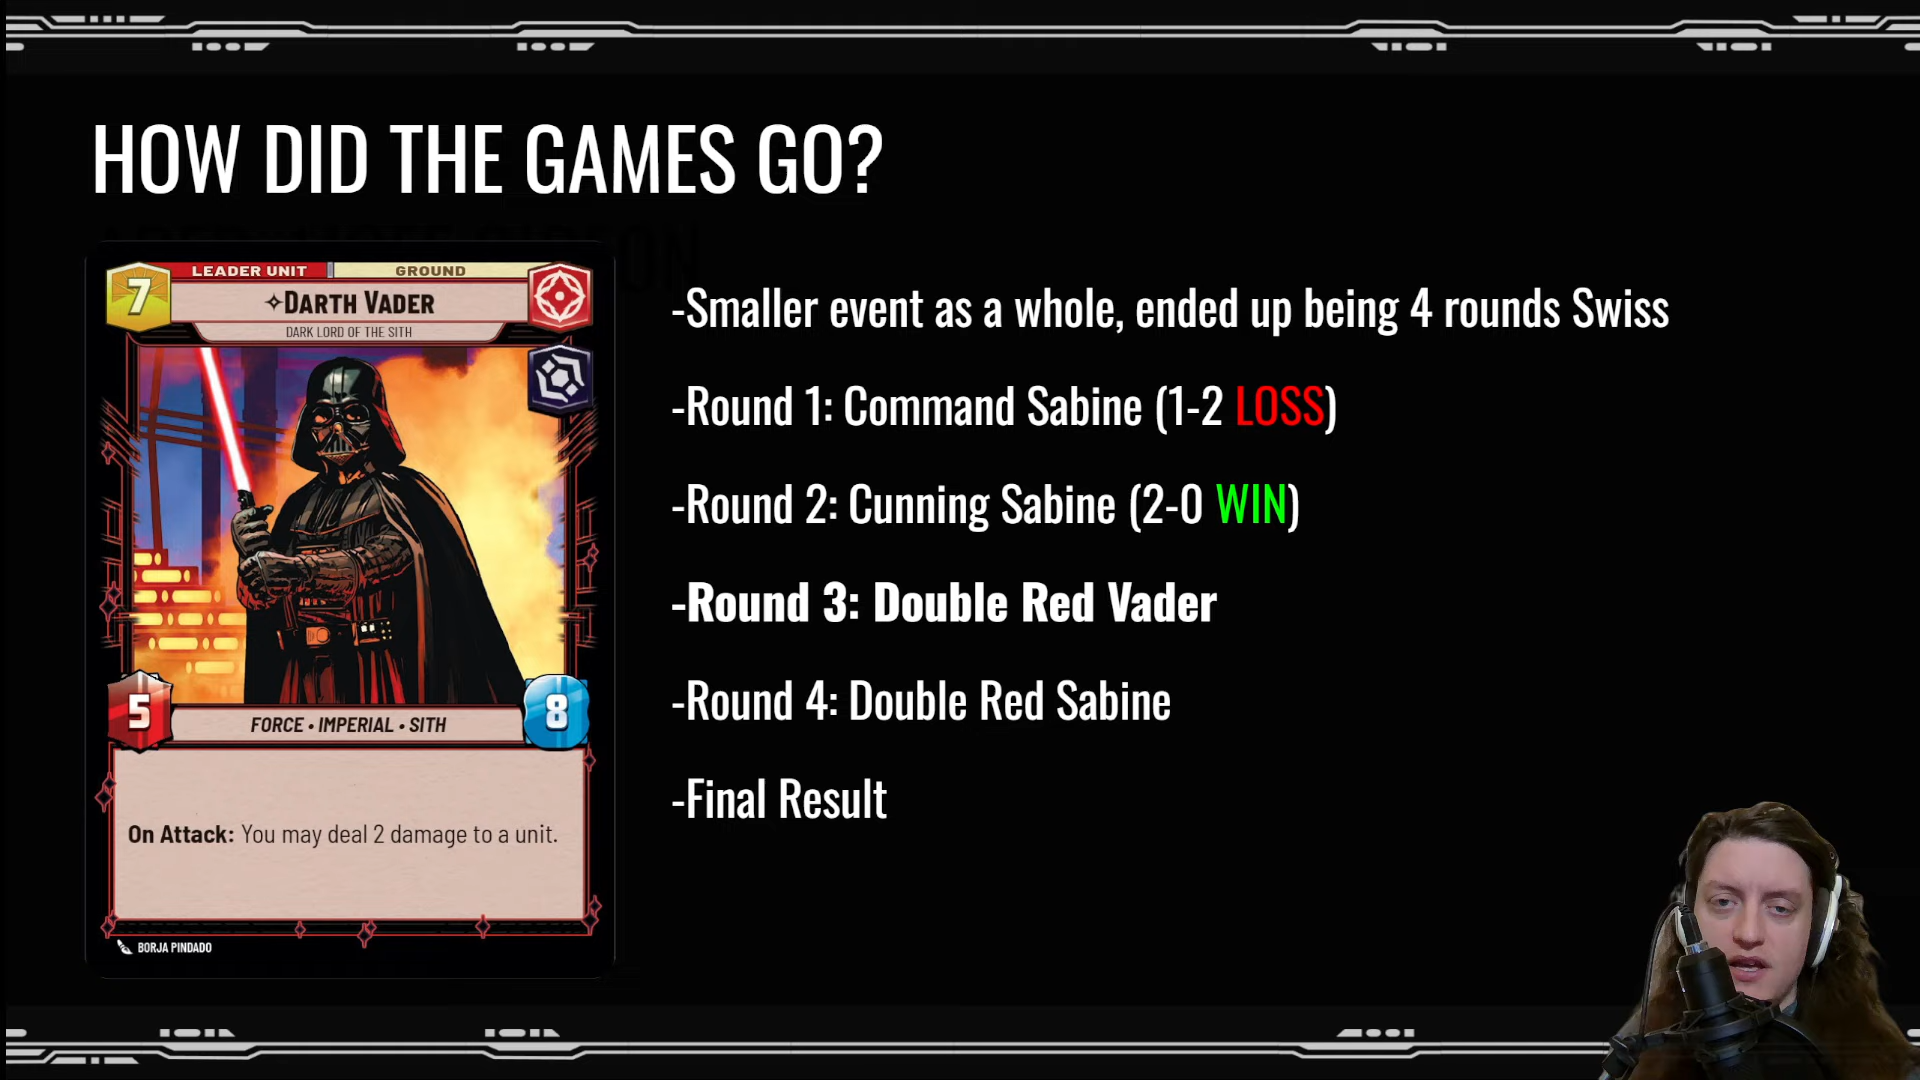 HOW DID THE GAMES GO?
7
LEADER UNIT
GROUND
✧DARTH VADER
DARK LORD OF THE SITH
5
FORCE • IMPERIAL • SITH
8
On Attack: You may deal 2 damage to a unit.
BORJA PINDADO
-Smaller event as a whole, ended up being 4 rounds Swiss
-Round 1: Command Sabine (1-2 LOSS)
-Round 2: Cunning Sabine (2-0 WIN)
-Round 3: Double Red Vader
-Round 4: Double Red Sabine
-Final Result